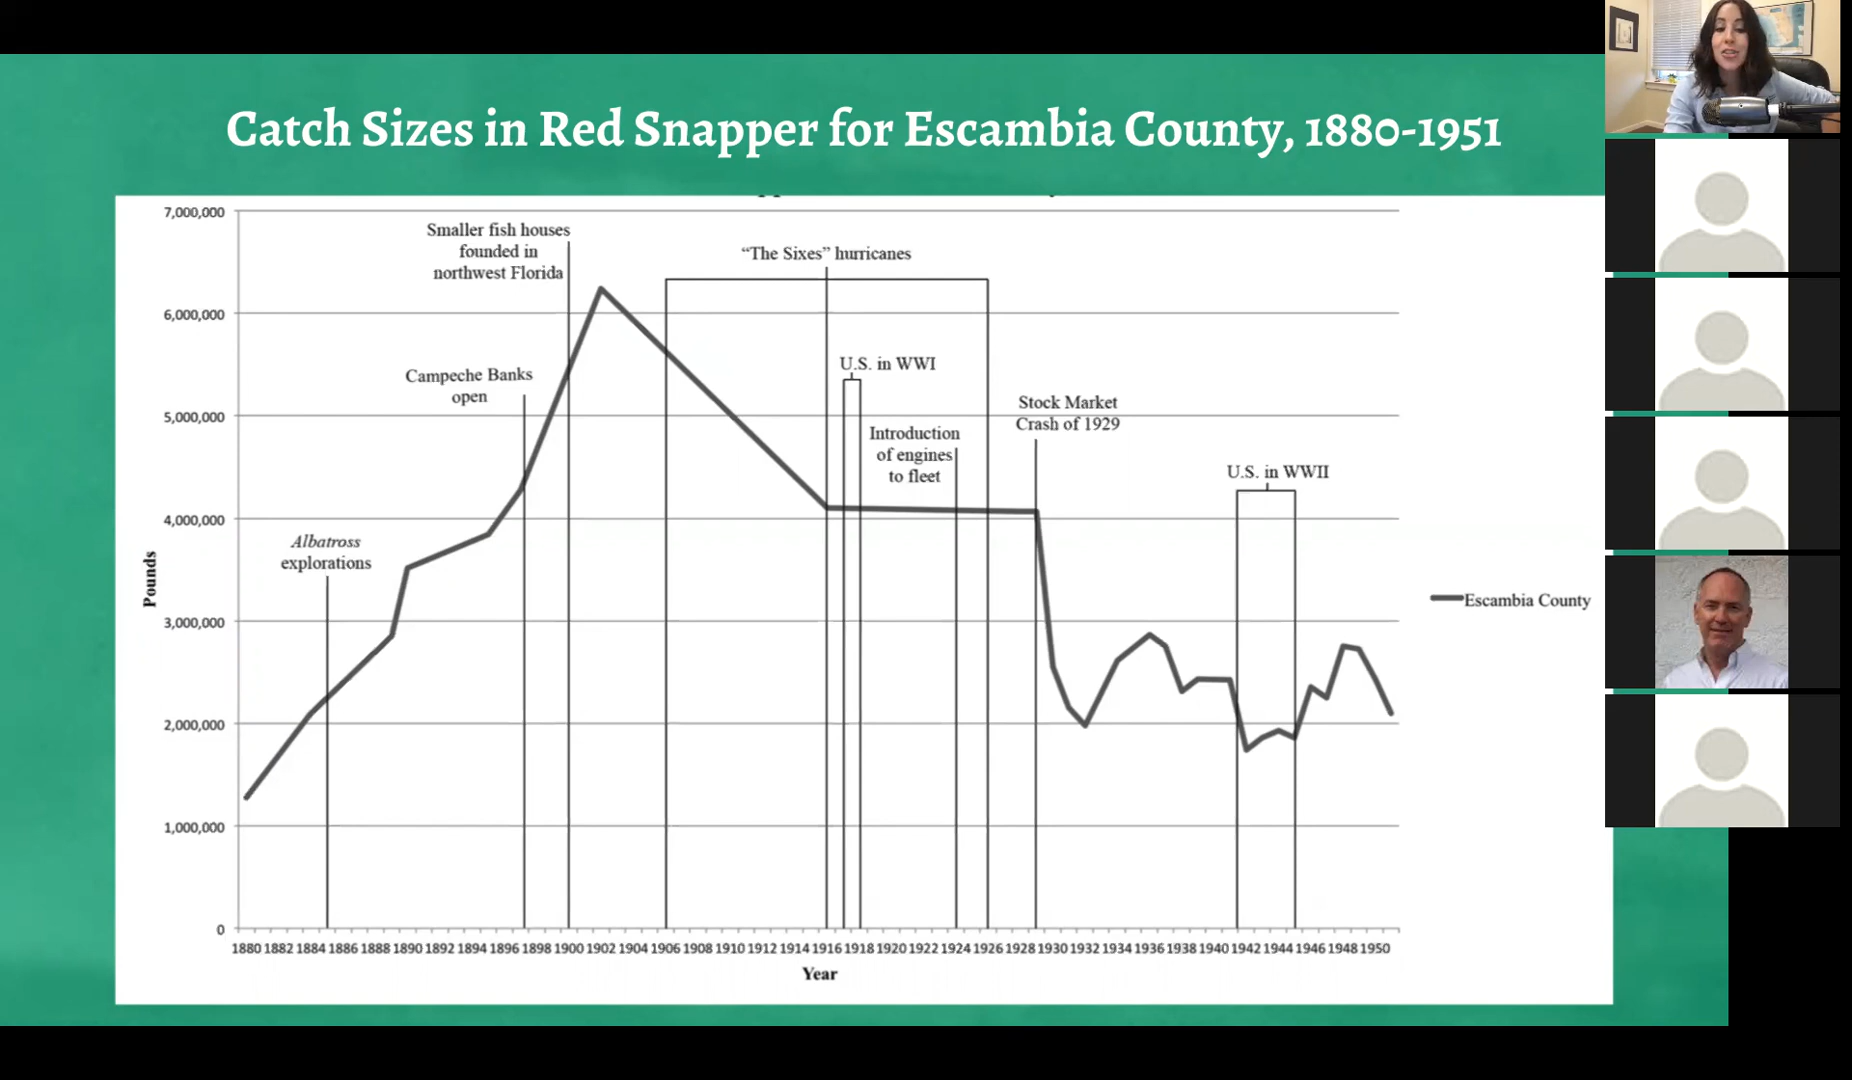 Catch Sizes in Red Snapper for Escambia County, 1880-1951
7,000,000
6,000,000
5,000,000
4,000,000
3,000,000
2,000,000
1,000,000
0
Pounds
Smaller fish houses
founded in
northwest Florida
"The Sixes" hurricanes
Campeche Banks
open
U.S. in WWI
Introduction
of engines
to fleet
Stock Market
Crash of 1929
U.S. in WWII
Albatross
explorations
Escambia County
1880 1882 1884 1886 1888 1890 1892 1894 1896 1898 1900 1902 1904 1906 1908 1910 1912 1914 1916 1918 1920 1922 1924 1926 1928 1930 1932 1934 1936 1938 1940 1942 1944 1946 1948 1950
Year